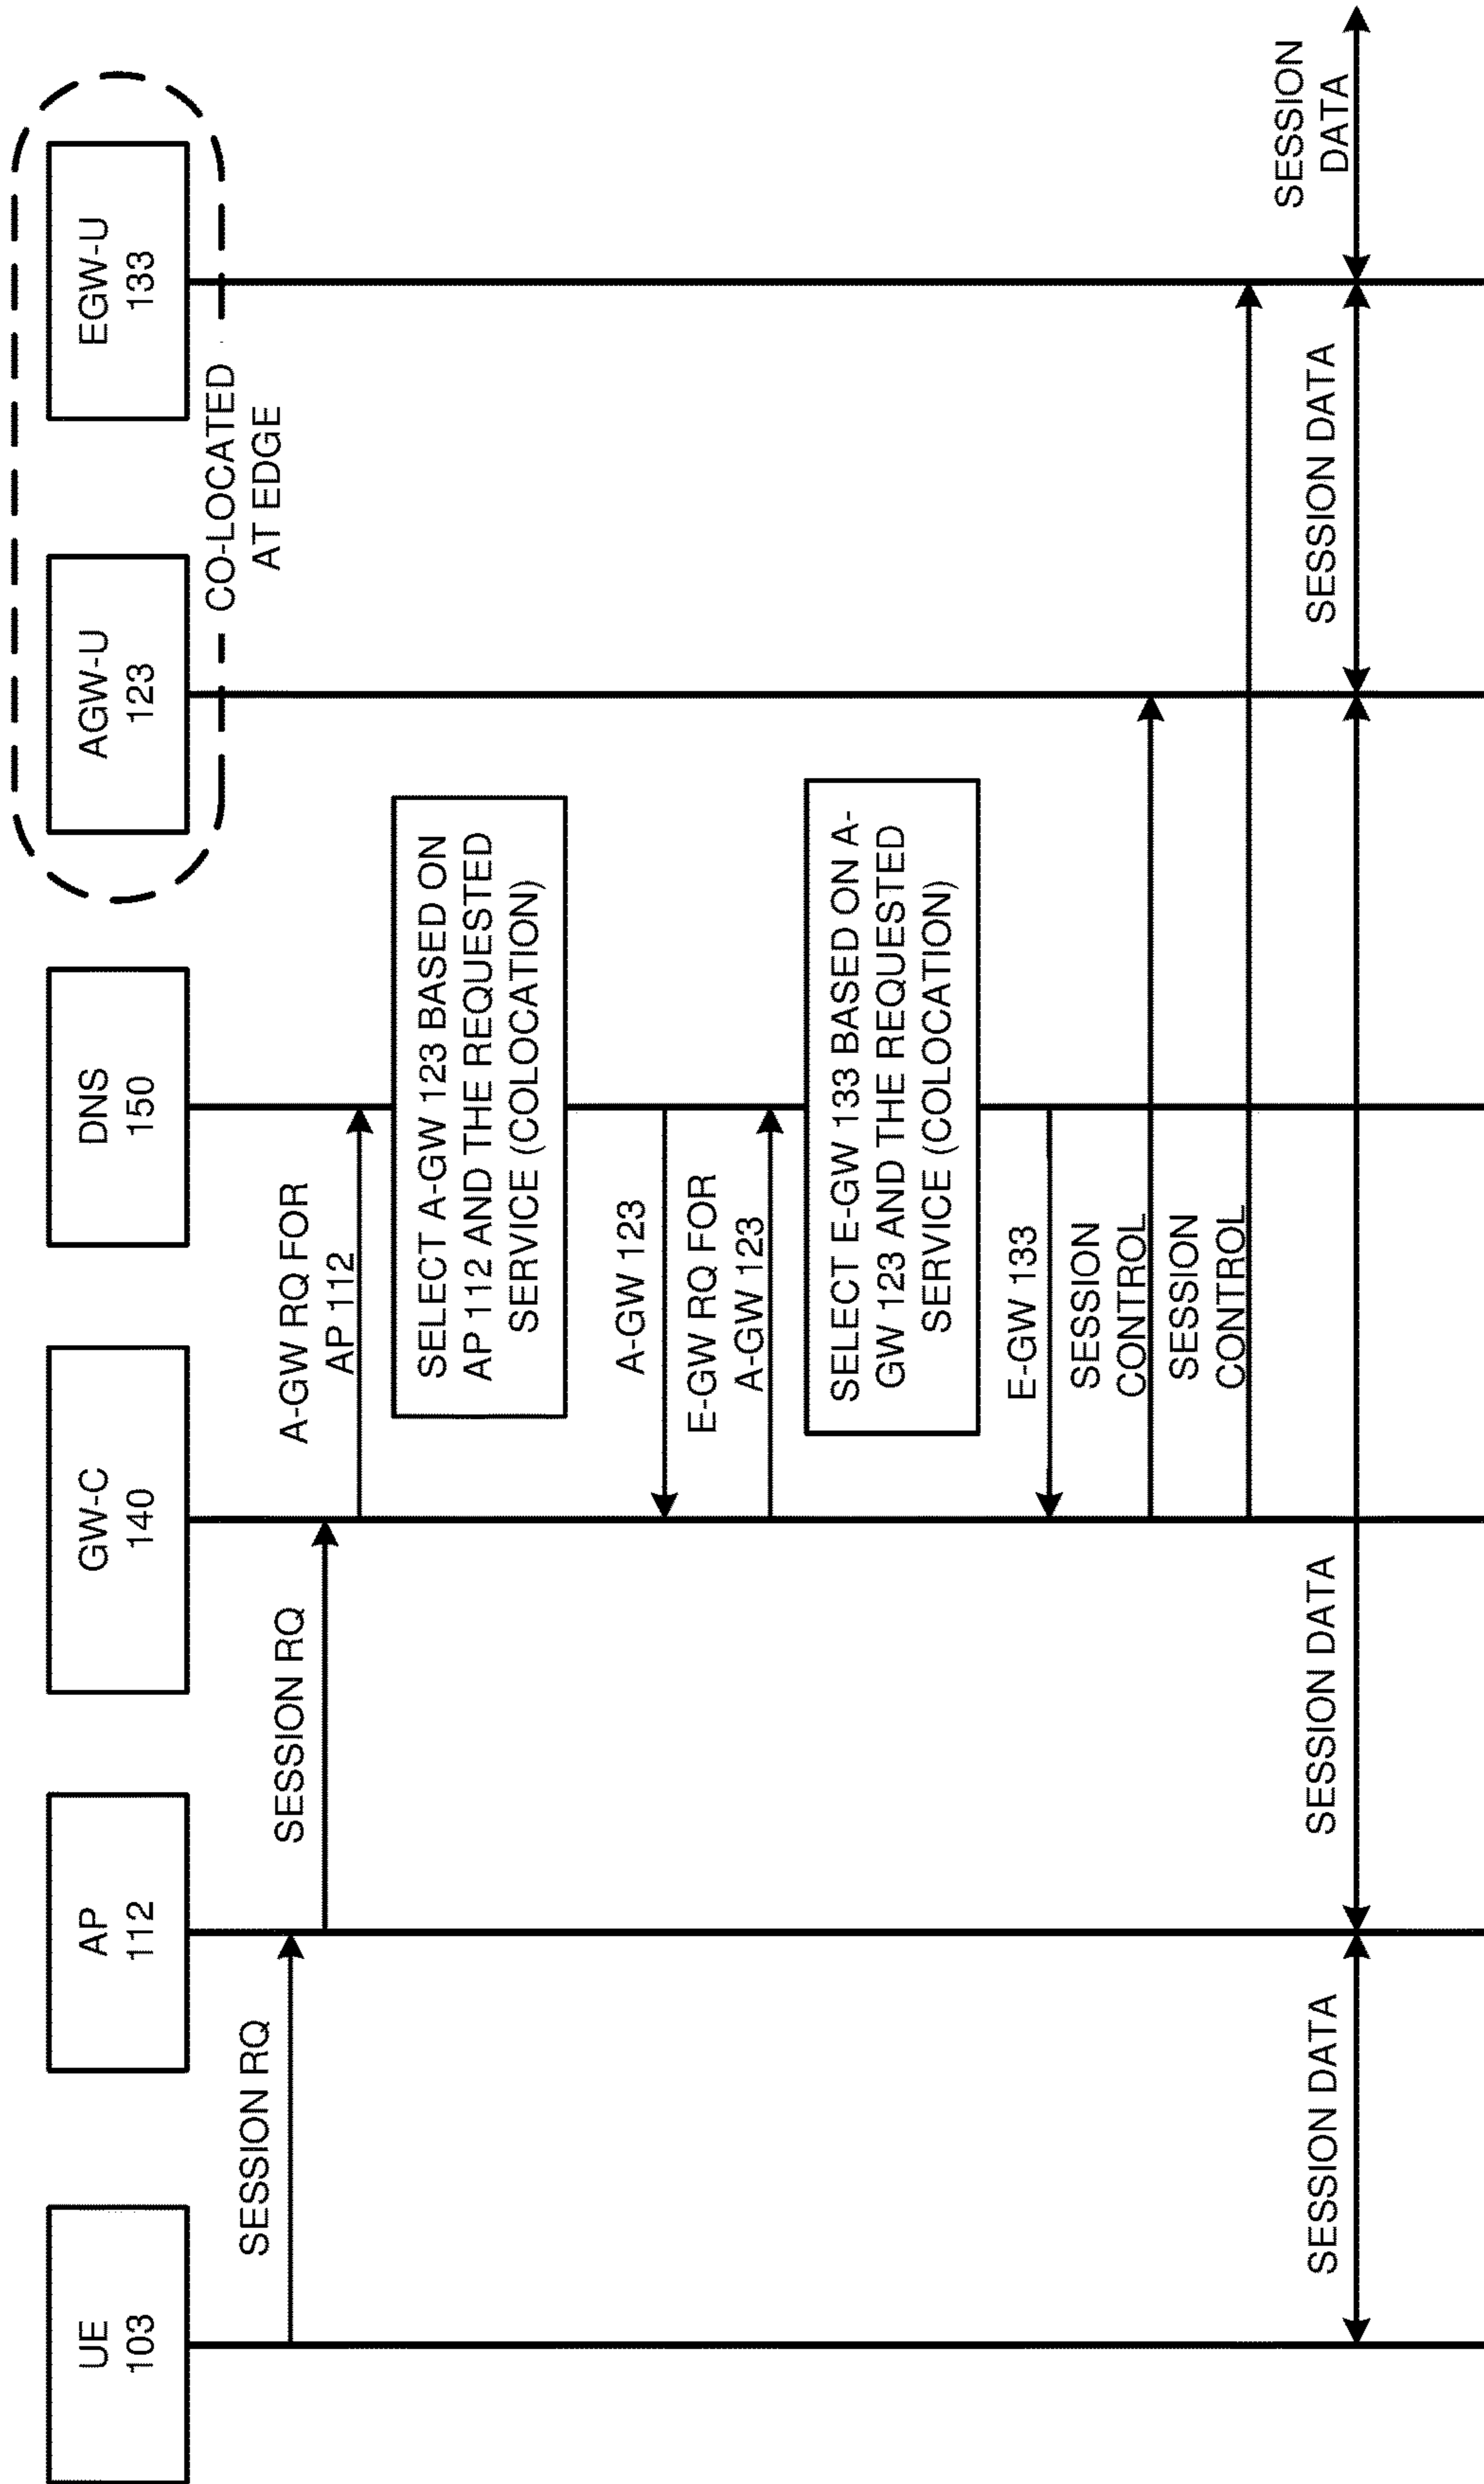 UE
103
AP
112
GW-C
140
DNS
150
AGW-U
123
EGW-U
133
CO-LOCATED
AT EDGE
SESSION RQ
SESSION RQ
A-GW RQ FOR
AP 112
SELECT A-GW 123 BASED ON
AP 112 AND THE REQUESTED
SERVICE (COLOCATION)
A-GW 123
E-GW RQ FOR
A-GW 123
SELECT E-GW 133 BASED ON A-
GW 123 AND THE REQUESTED
SERVICE (COLOCATION)
E-GW 133
SESSION
CONTROL
SESSION
CONTROL
SESSION DATA
SESSION DATA
SESSION DATA
SESSION
DATA